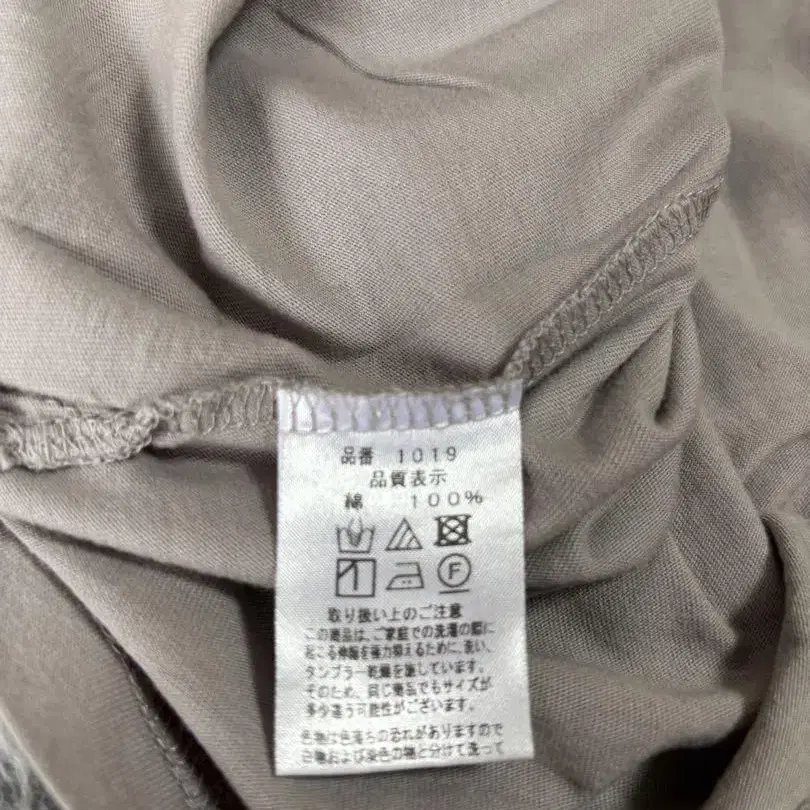 品番 1019
品質表示
綿 100%
F
取り扱い上のご注意
この商品は、ご家庭での洗濯の際に
起こる伸縮を極力抑えるために、洗い、
タンブラー乾燥を施しています。
そのため、同じ商品でもサイズが
多少違う可能性がございます。
色物は色落ちの恐れがありますので
白物および淡色の物と分けて洗って